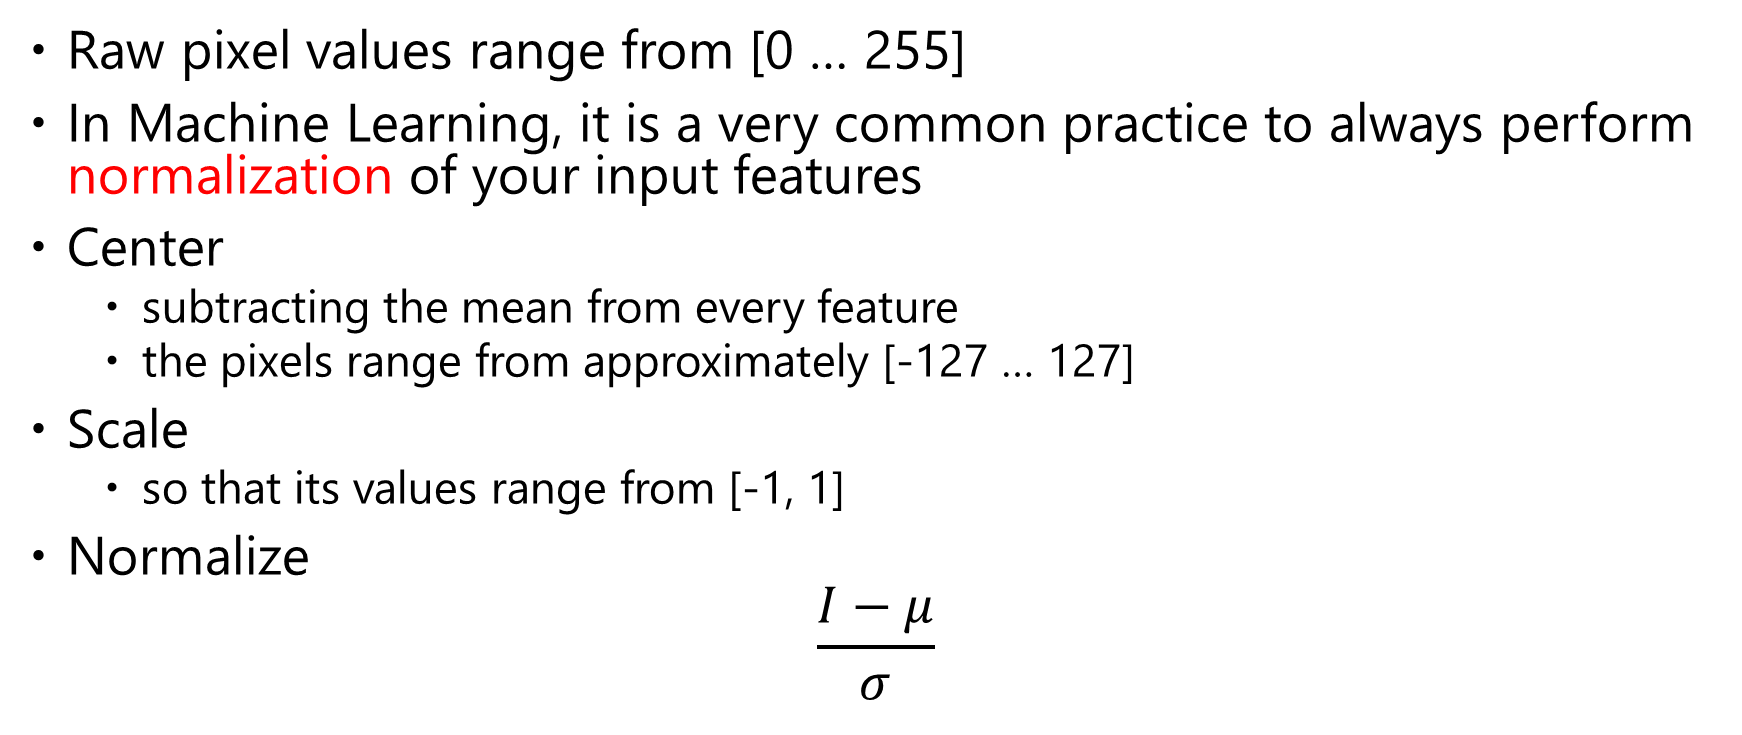 • Raw pixel values range from [0 … 255]
• In Machine Learning, it is a very common practice to always perform
normalization of your input features
• Center
• subtracting the mean from every feature
• the pixels range from approximately [-127 … 127]
• Scale
• so that its values range from [-1, 1]
• Normalize
I − μ
σ